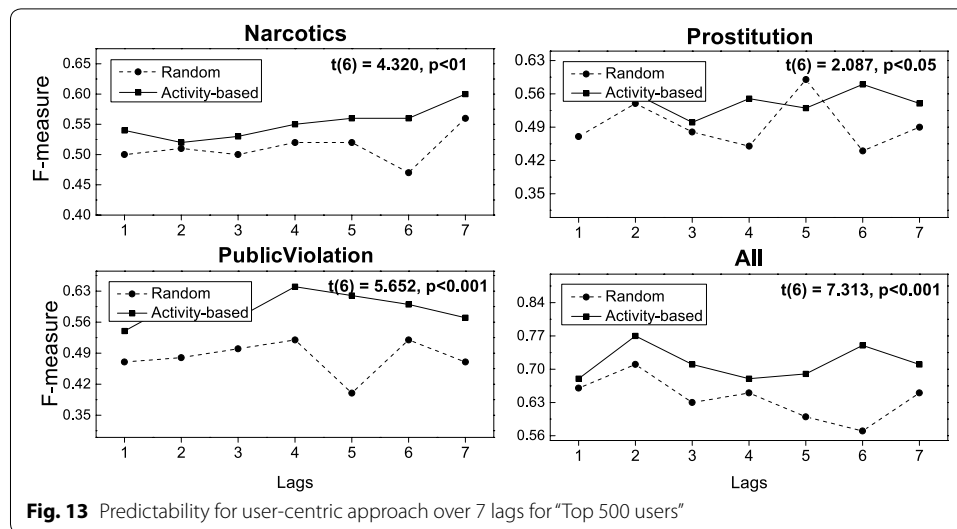 Narcotics
t(6) = 4.320, p<01
Random
Activity-based
F-measure
0.65
0.60
0.55
0.50
0.45
0.40
1 2 3 4 5 6 7
Prostitution
t(6) = 2.087, p<0.05
Random
Activity-based
0.63
0.56
0.49
0.42
0.35
1 2 3 4 5 6 7
PublicViolation
t(6) = 5.652, p<0.001
Random
Activity-based
F-measure
0.63
0.56
0.49
0.42
0.35
1 2 3 4 5 6 7
Lags
All
t(6) = 7.313, p<0.001
Random
Activity-based
0.84
0.77
0.70
0.63
0.56
1 2 3 4 5 6 7
Lags
Fig. 13 Predictability for user-centric approach over 7 lags for “Top 500 users”